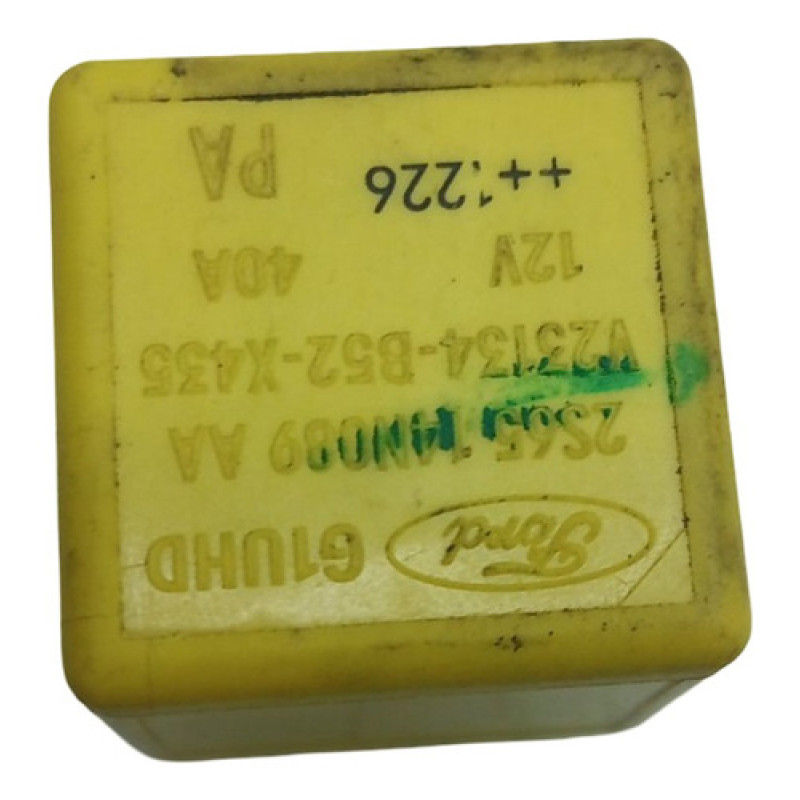 Ford G1UHD
2S65 14N089 AA
V23134-B52-X435
12V 40A
++1226
PA